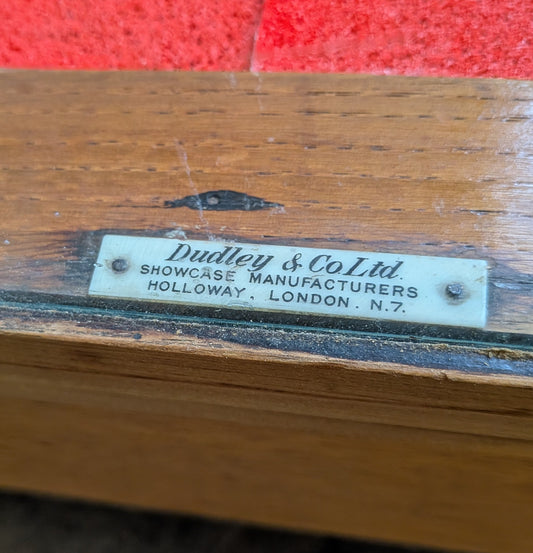 Dudley & Co Ltd.
SHOWCASE MANUFACTURERS
HOLLOWAY. LONDON. N.7.